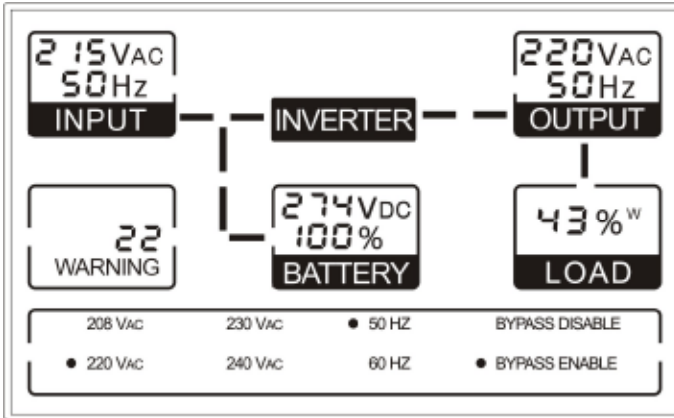 215VAC
50HZ
INPUT
INVERTER
220VAC
50HZ
OUTPUT
22
WARNING
274VDC
100%
BATTERY
43%W
LOAD
208 VAC 230 VAC ● 50 HZ BYPASS DISABLE
● 220 VAC 240 VAC 60 HZ ● BYPASS ENABLE